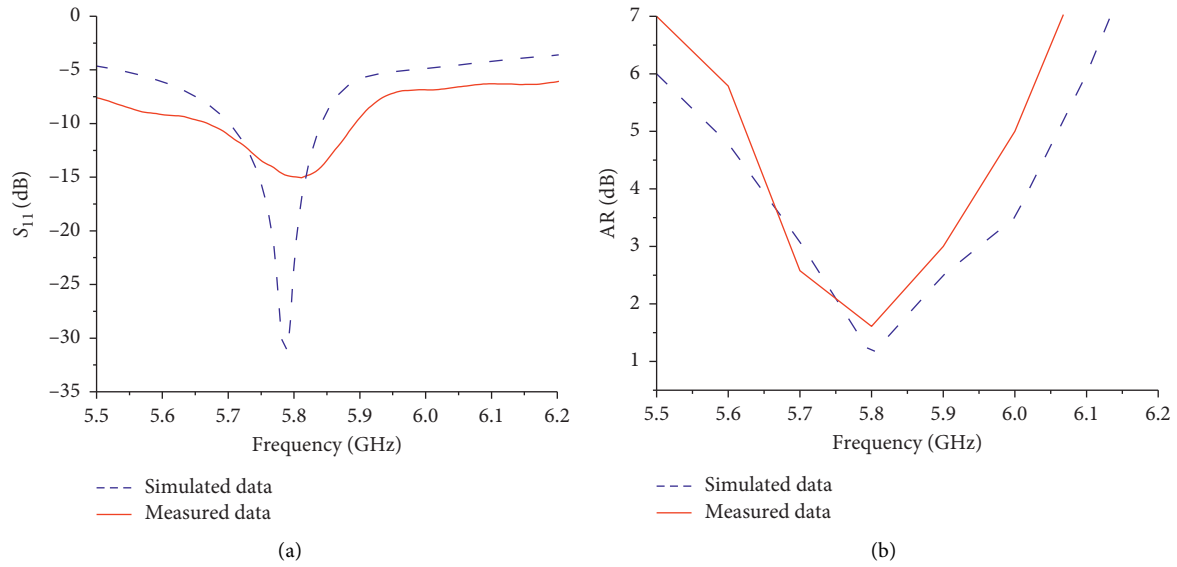 0
–5
–10
–15
–20
–25
–30
–35
S11 (dB)
5.5 5.6 5.7 5.8 5.9 6.0 6.1 6.2
Frequency (GHz)
Simulated data
Measured data
(a)
7
6
5
4
3
2
1
AR (dB)
5.5 5.6 5.7 5.8 5.9 6.0 6.1 6.2
Frequency (GHz)
Simulated data
Measured data
(b)